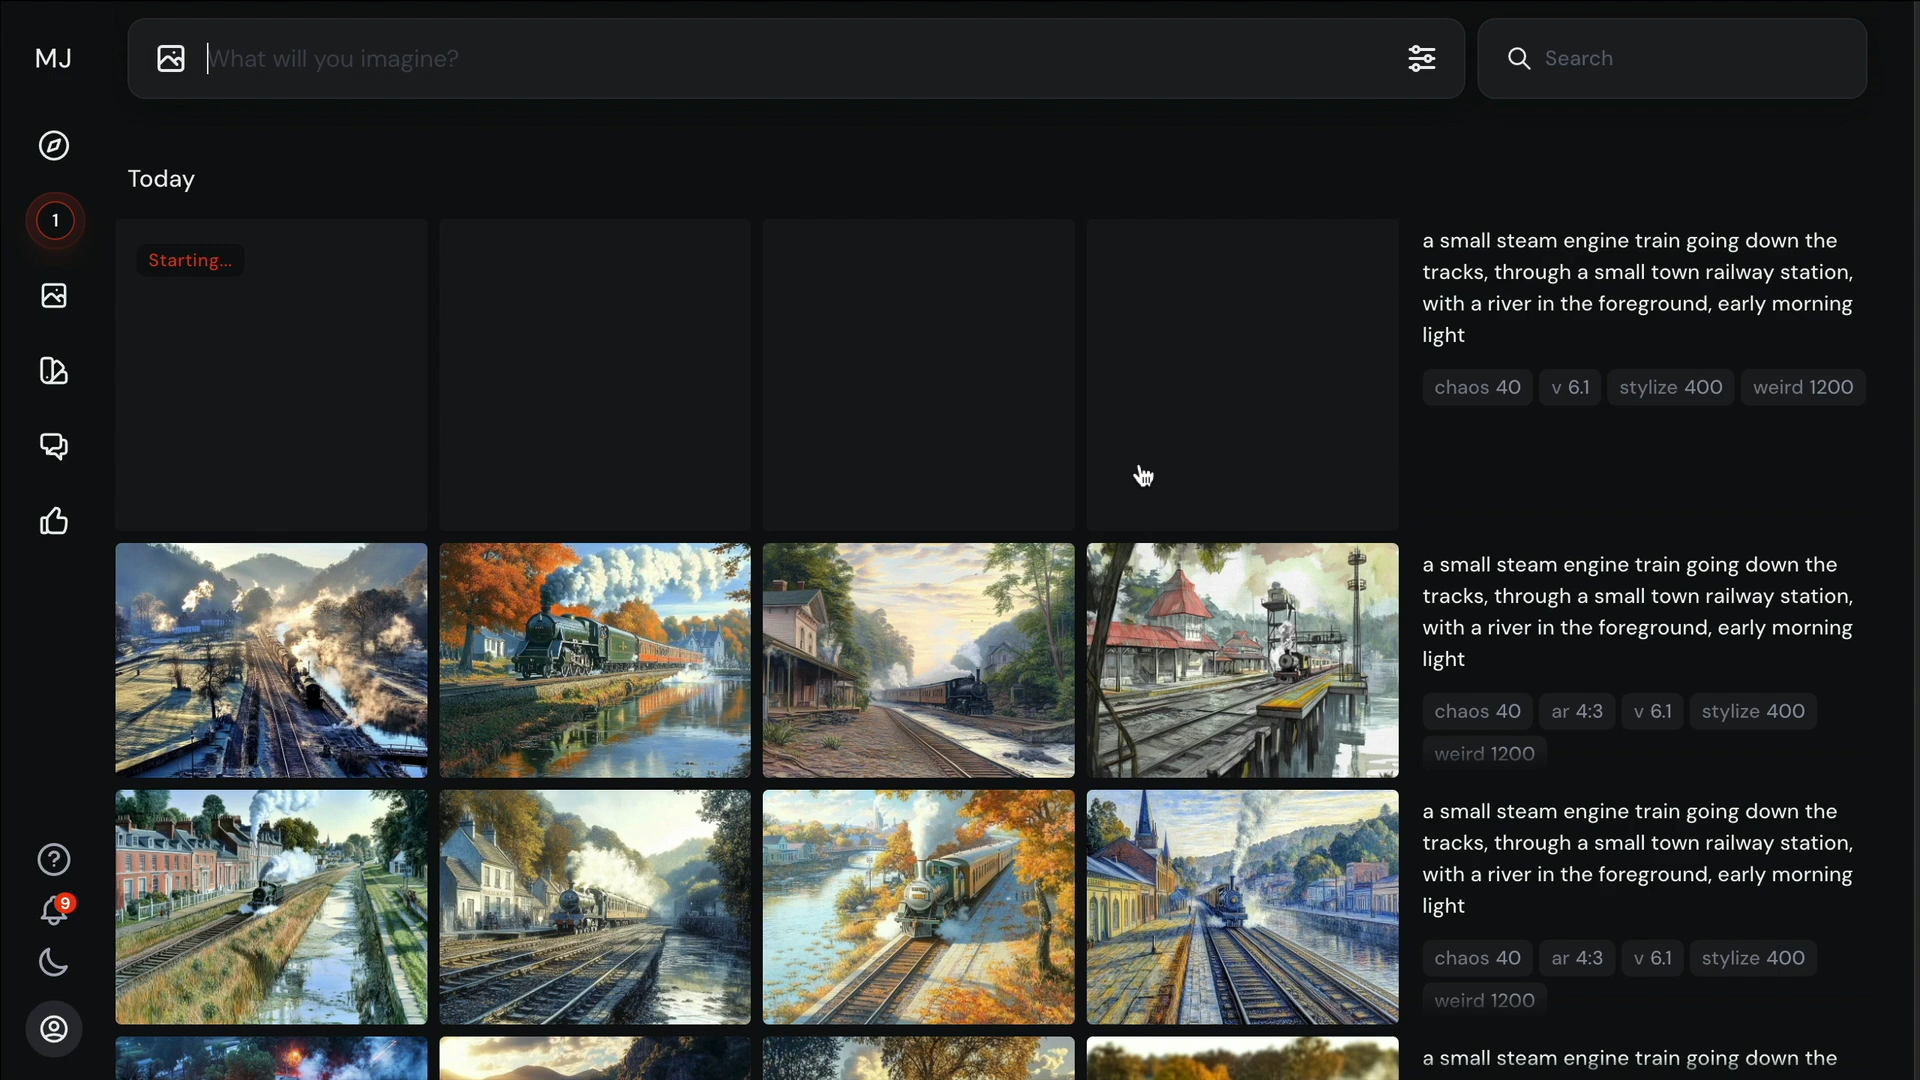 MJ
What will you imagine?
Search
1
Today
Starting...
a small steam engine train going down the
tracks, through a small town railway station,
with a river in the foreground, early morning
light
chaos 40 v 6.1 stylize 400 weird 1200
a small steam engine train going down the
tracks, through a small town railway station,
with a river in the foreground, early morning
light
chaos 40 ar 4:3 v 6.1 stylize 400
weird 1200
a small steam engine train going down the
tracks, through a small town railway station,
with a river in the foreground, early morning
light
chaos 40 ar 4:3 v 6.1 stylize 400
weird 1200
a small steam engine train going down the
?
9